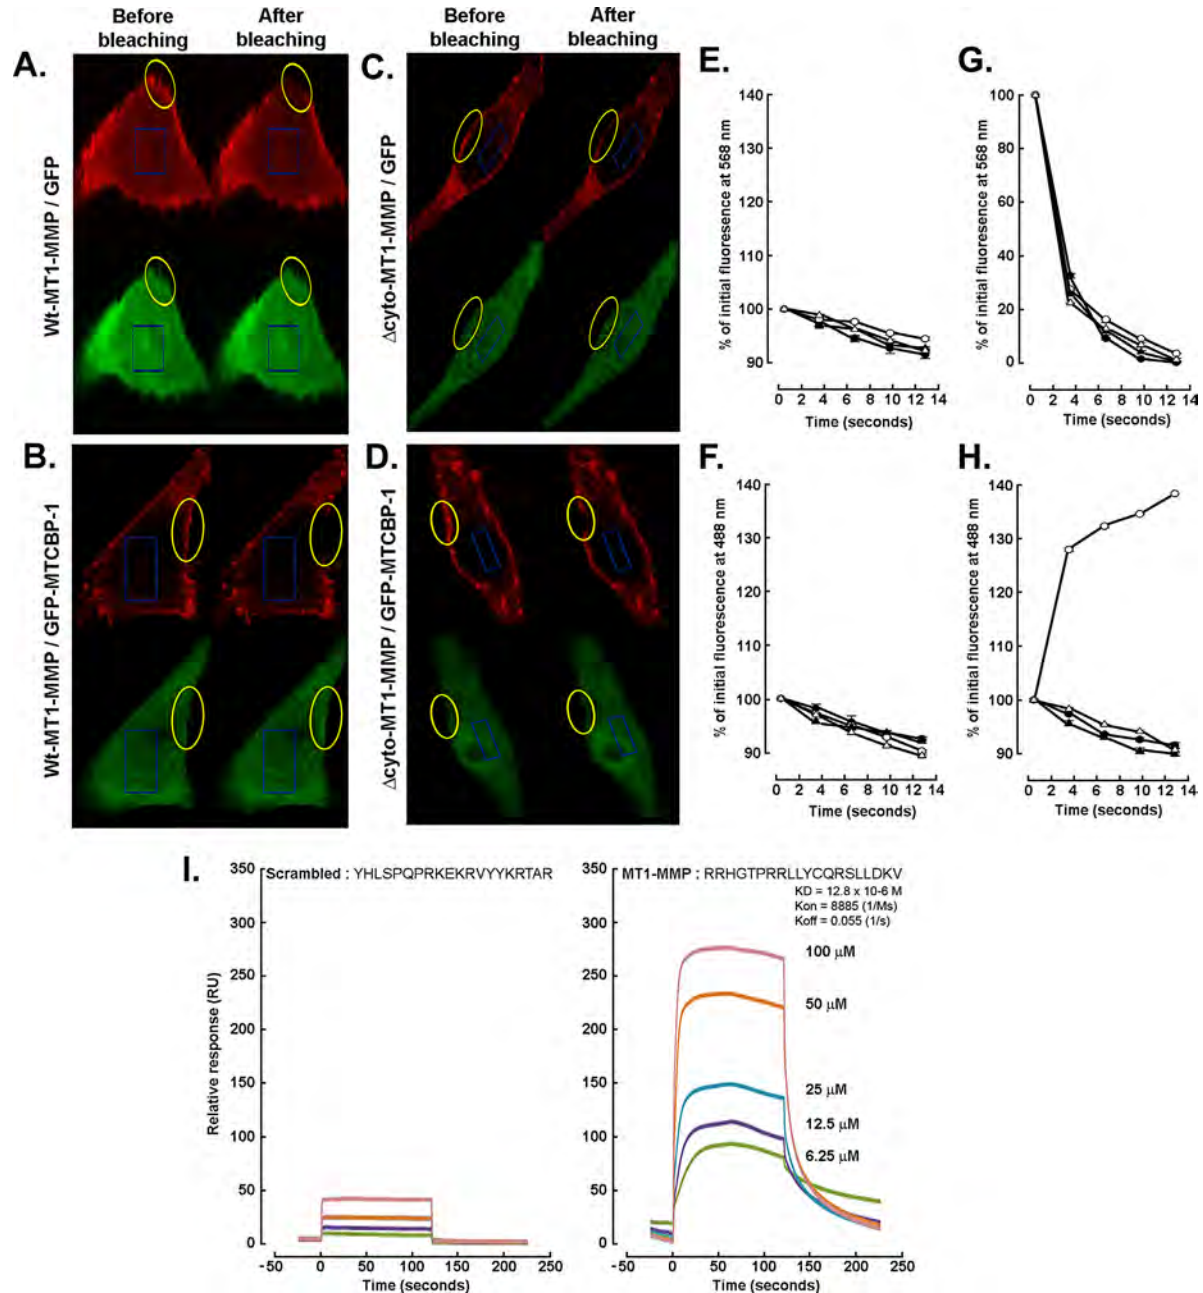 Before
bleaching
After
bleaching
Before
bleaching
After
bleaching
A.
Wt-MT1-MMP / GFP
B.
Wt-MT1-MMP / GFP-MTCBP-1
C.
Δcyto-MT1-MMP / GFP
D.
Δcyto-MT1-MMP / GFP-MTCBP-1
E.
% of initial fluoresence at 568 nm
140
130
120
110
100
90
0 2 4 6 8 10 12 14
Time (seconds)
G.
% of initial fluoresence at 568 nm
100
80
60
40
20
0
0 2 4 6 8 10 12 14
Time (seconds)
F.
% of initial fluorescence at 488 nm
140
130
120
110
100
90
0 2 4 6 8 10 12 14
Time (seconds)
H.
% of initial fluorescence at 488 nm
140
130
120
110
100
90
0 2 4 6 8 10 12 14
Time (seconds)
I.
Relative response (RU)
350
300
250
200
150
100
50
0
Scrambled : YHLSPQPRKEKRVYYKRTAR
-50 0 50 100 150 200 250
Time (seconds)
350
300
250
200
150
100
50
0
MT1-MMP : RRHGTPRRLLYCQRSLLDKV
KD = 12.8 x 10-6 M
Kon = 8885 (1/Ms)
Koff = 0.055 (1/s)
100 µM
50 µM
25 µM
12.5 µM
6.25 µM
-50 0 50 100 150 200 250
Time (seconds)